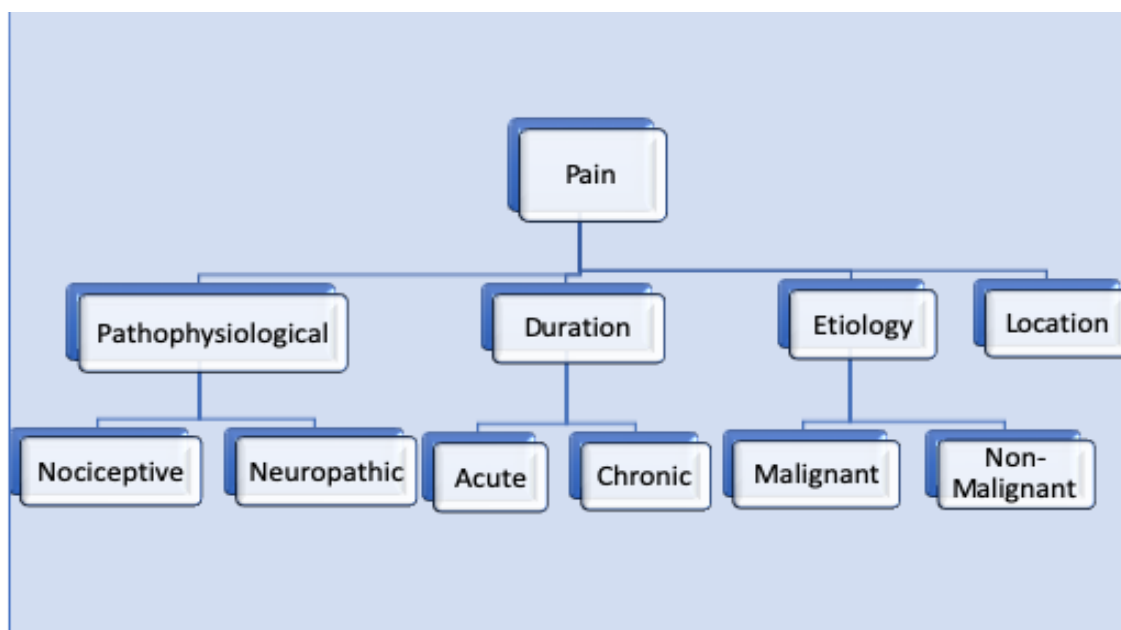 Pain
Pathophysiological
Duration
Etiology
Location
Nociceptive
Neuropathic
Acute
Chronic
Malignant
Non-
Malignant